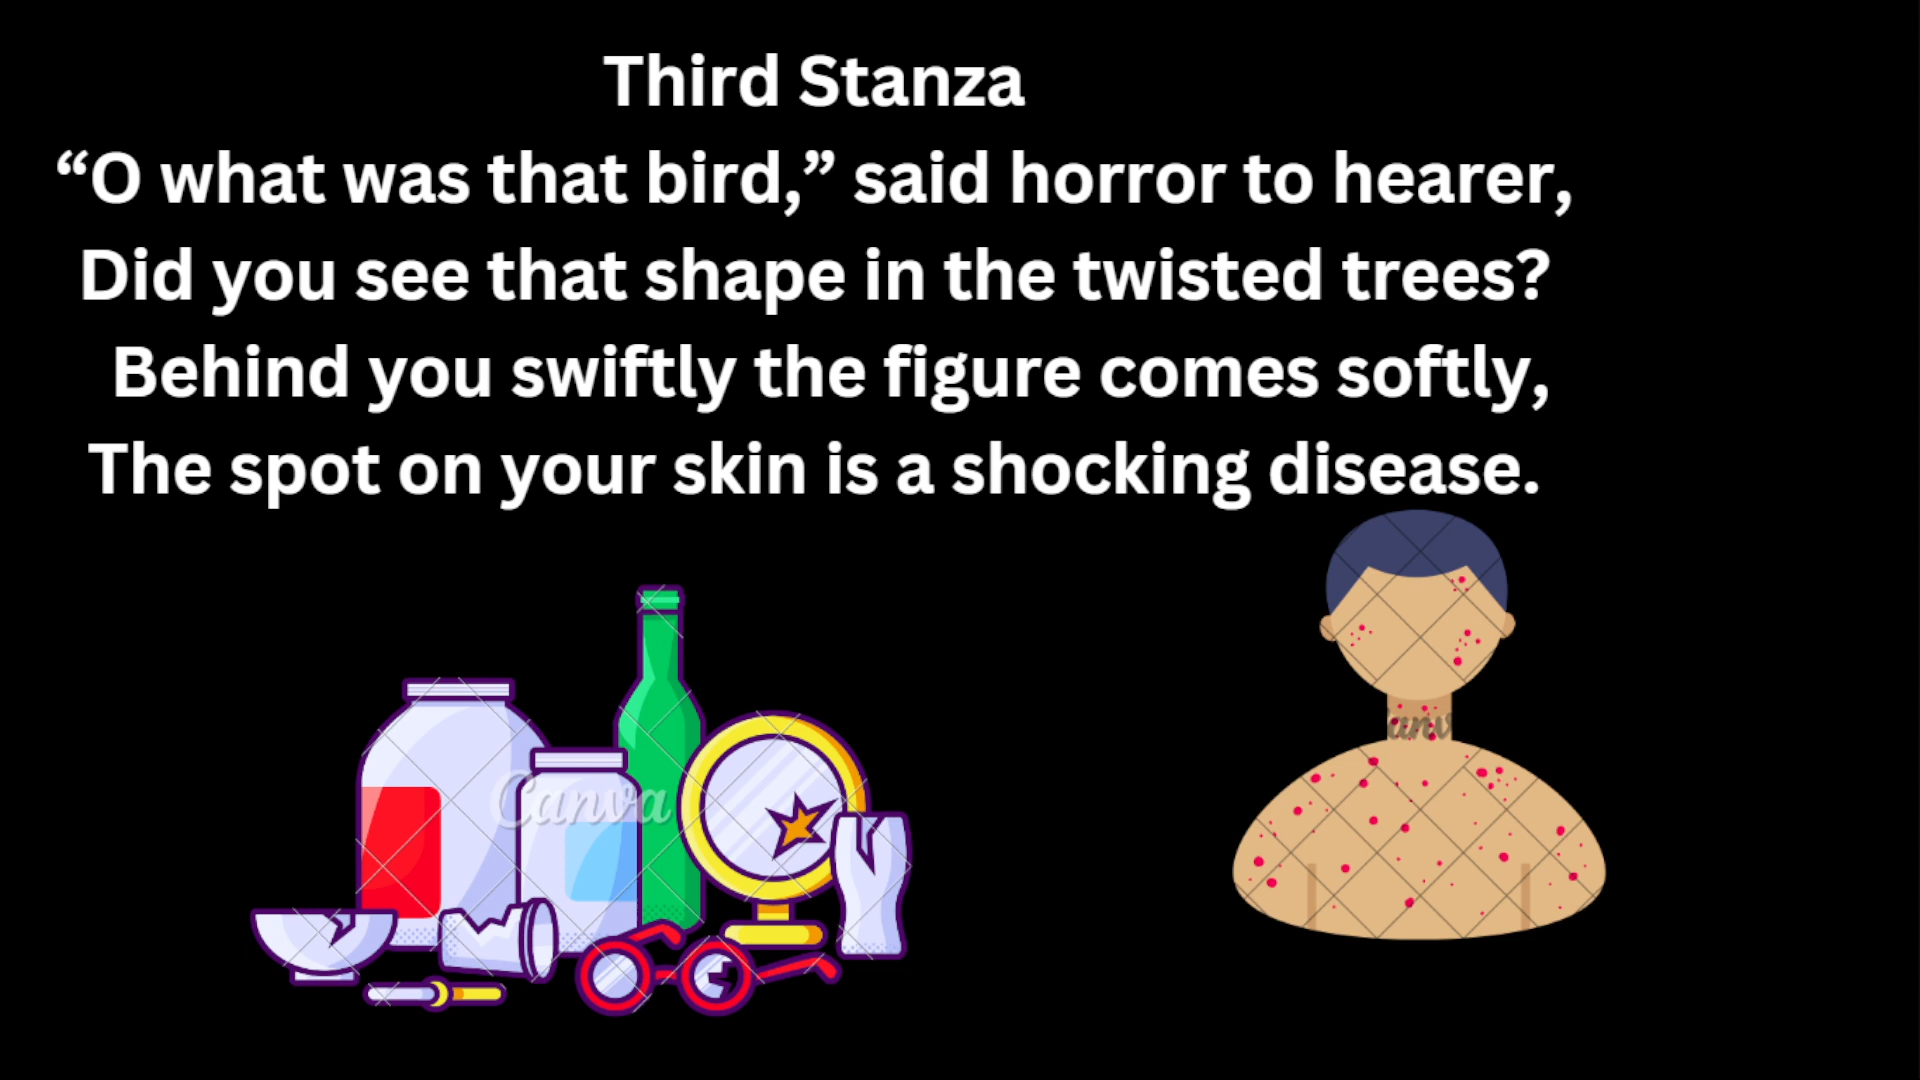 Third Stanza
“O what was that bird,” said horror to hearer,
Did you see that shape in the twisted trees?
Behind you swiftly the figure comes softly,
The spot on your skin is a shocking disease.
Canva
anv